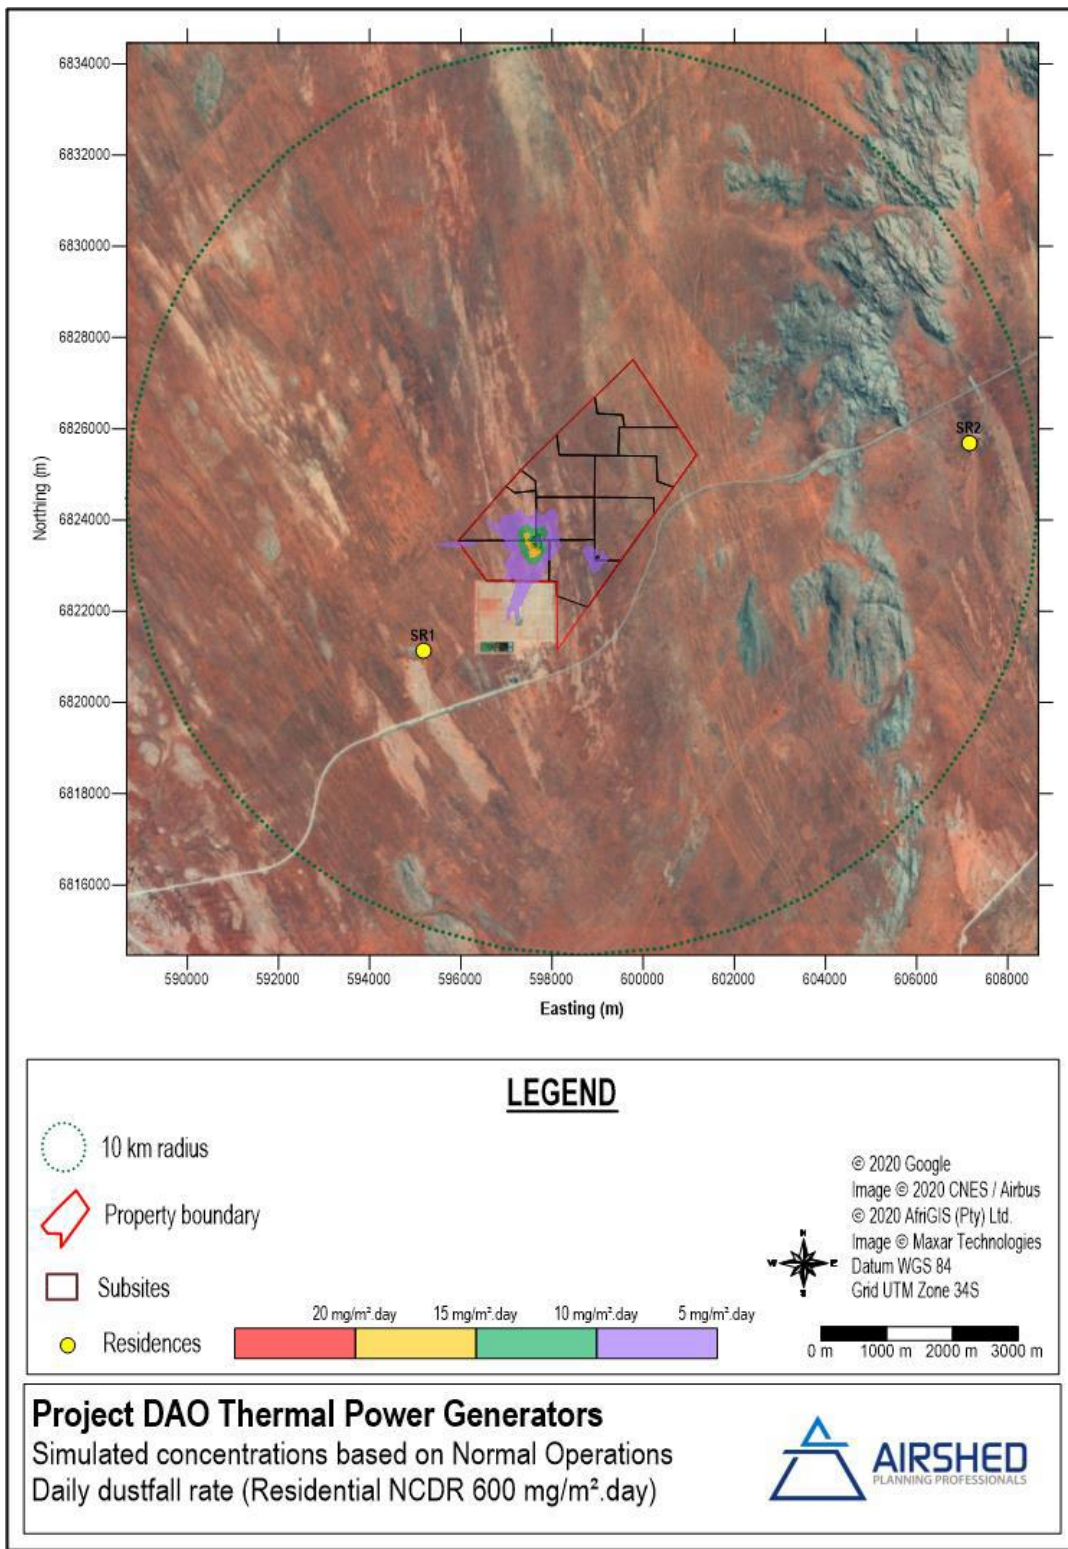 6834000
6832000
6830000
6828000
6826000
6824000
6822000
6820000
6818000
6816000
Northing (m)
SR2
SR1
590000 592000 594000 596000 598000 600000 602000 604000 606000 608000
Easting (m)
LEGEND
10 km radius
Property boundary
Subsites
Residences
20 mg/m².day 15 mg/m².day 10 mg/m².day 5 mg/m².day
N
W E
S
© 2020 Google
Image © 2020 CNES / Airbus
© 2020 AfriGIS (Pty) Ltd.
Image © Maxar Technologies
Datum WGS 84
Grid UTM Zone 34S
0 m 1000 m 2000 m 3000 m
Project DAO Thermal Power Generators
Simulated concentrations based on Normal Operations
Daily dustfall rate (Residential NCDR 600 mg/m².day)
AIRSHED
PLANNING PROFESSIONALS